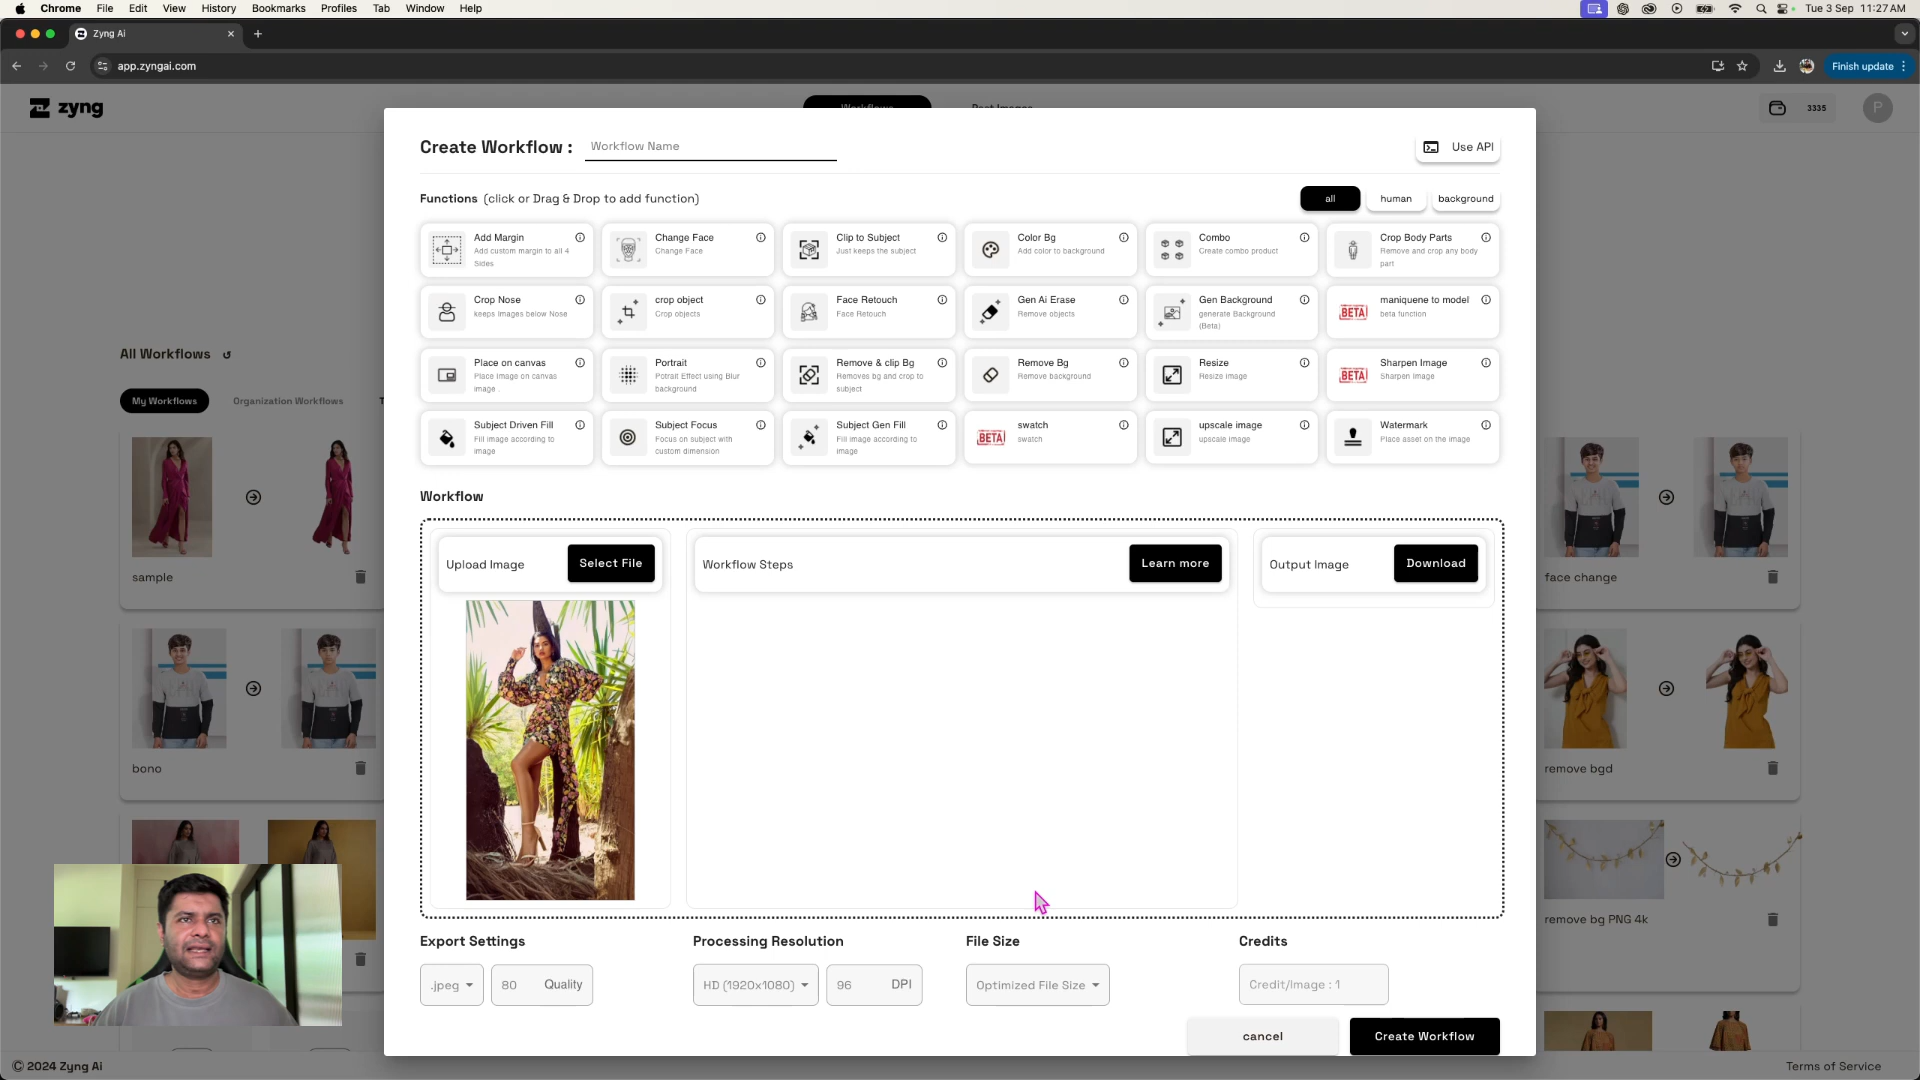 Chrome File Edit View History Bookmarks Profiles Tab Window Help Tue 3 Sep 11:27 AM
Zyng Ai
app.zyngai.com Finish update
zyng 3335 P
Create Workflow : Workflow Name Use API
Functions (click or Drag & Drop to add function) all human background
Add Margin
Add custom margin to all 4 Sides
Change Face
Change Face
Clip to Subject
Just keeps the subject
Color Bg
Add color to background
Combo
Create combo product
Crop Body Parts
Remove and crop any body part
Crop Nose
keeps Images below Nose
crop object
Crop objects
Face Retouch
Face Retouch
Gen Ai Erase
Remove objects
Gen Background
generate Background (Beta)
BETA
maniquene to model
beta function
Place on canvas
Place image on canvas image .
Portrait
Potrait Effect using Blur background
Remove & clip Bg
Removes bg and crop to subject
Remove Bg
Remove background
Resize
Resize image
BETA
Sharpen Image
Sharpen Image
Subject Driven Fill
Fill image according to image
Subject Focus
Focus on subject with custom dimension
Subject Gen Fill
Fill image according to image
BETA
swatch
swatch
upscale image
upscale image
Watermark
Place asset on the image
Workflow
Upload Image Select File
Workflow Steps Learn more
Output Image Download
Export Settings Processing Resolution File Size Credits
.jpeg 80 Quality HD (1920x1080) 96 DPI Optimized File Size Credit/Image : 1
cancel Create Workflow
All Workflows
My Workflows Organization Workflows
sample
bono
face change
remove bgd
remove bg PNG 4k
© 2024 Zyng Ai Terms of Service